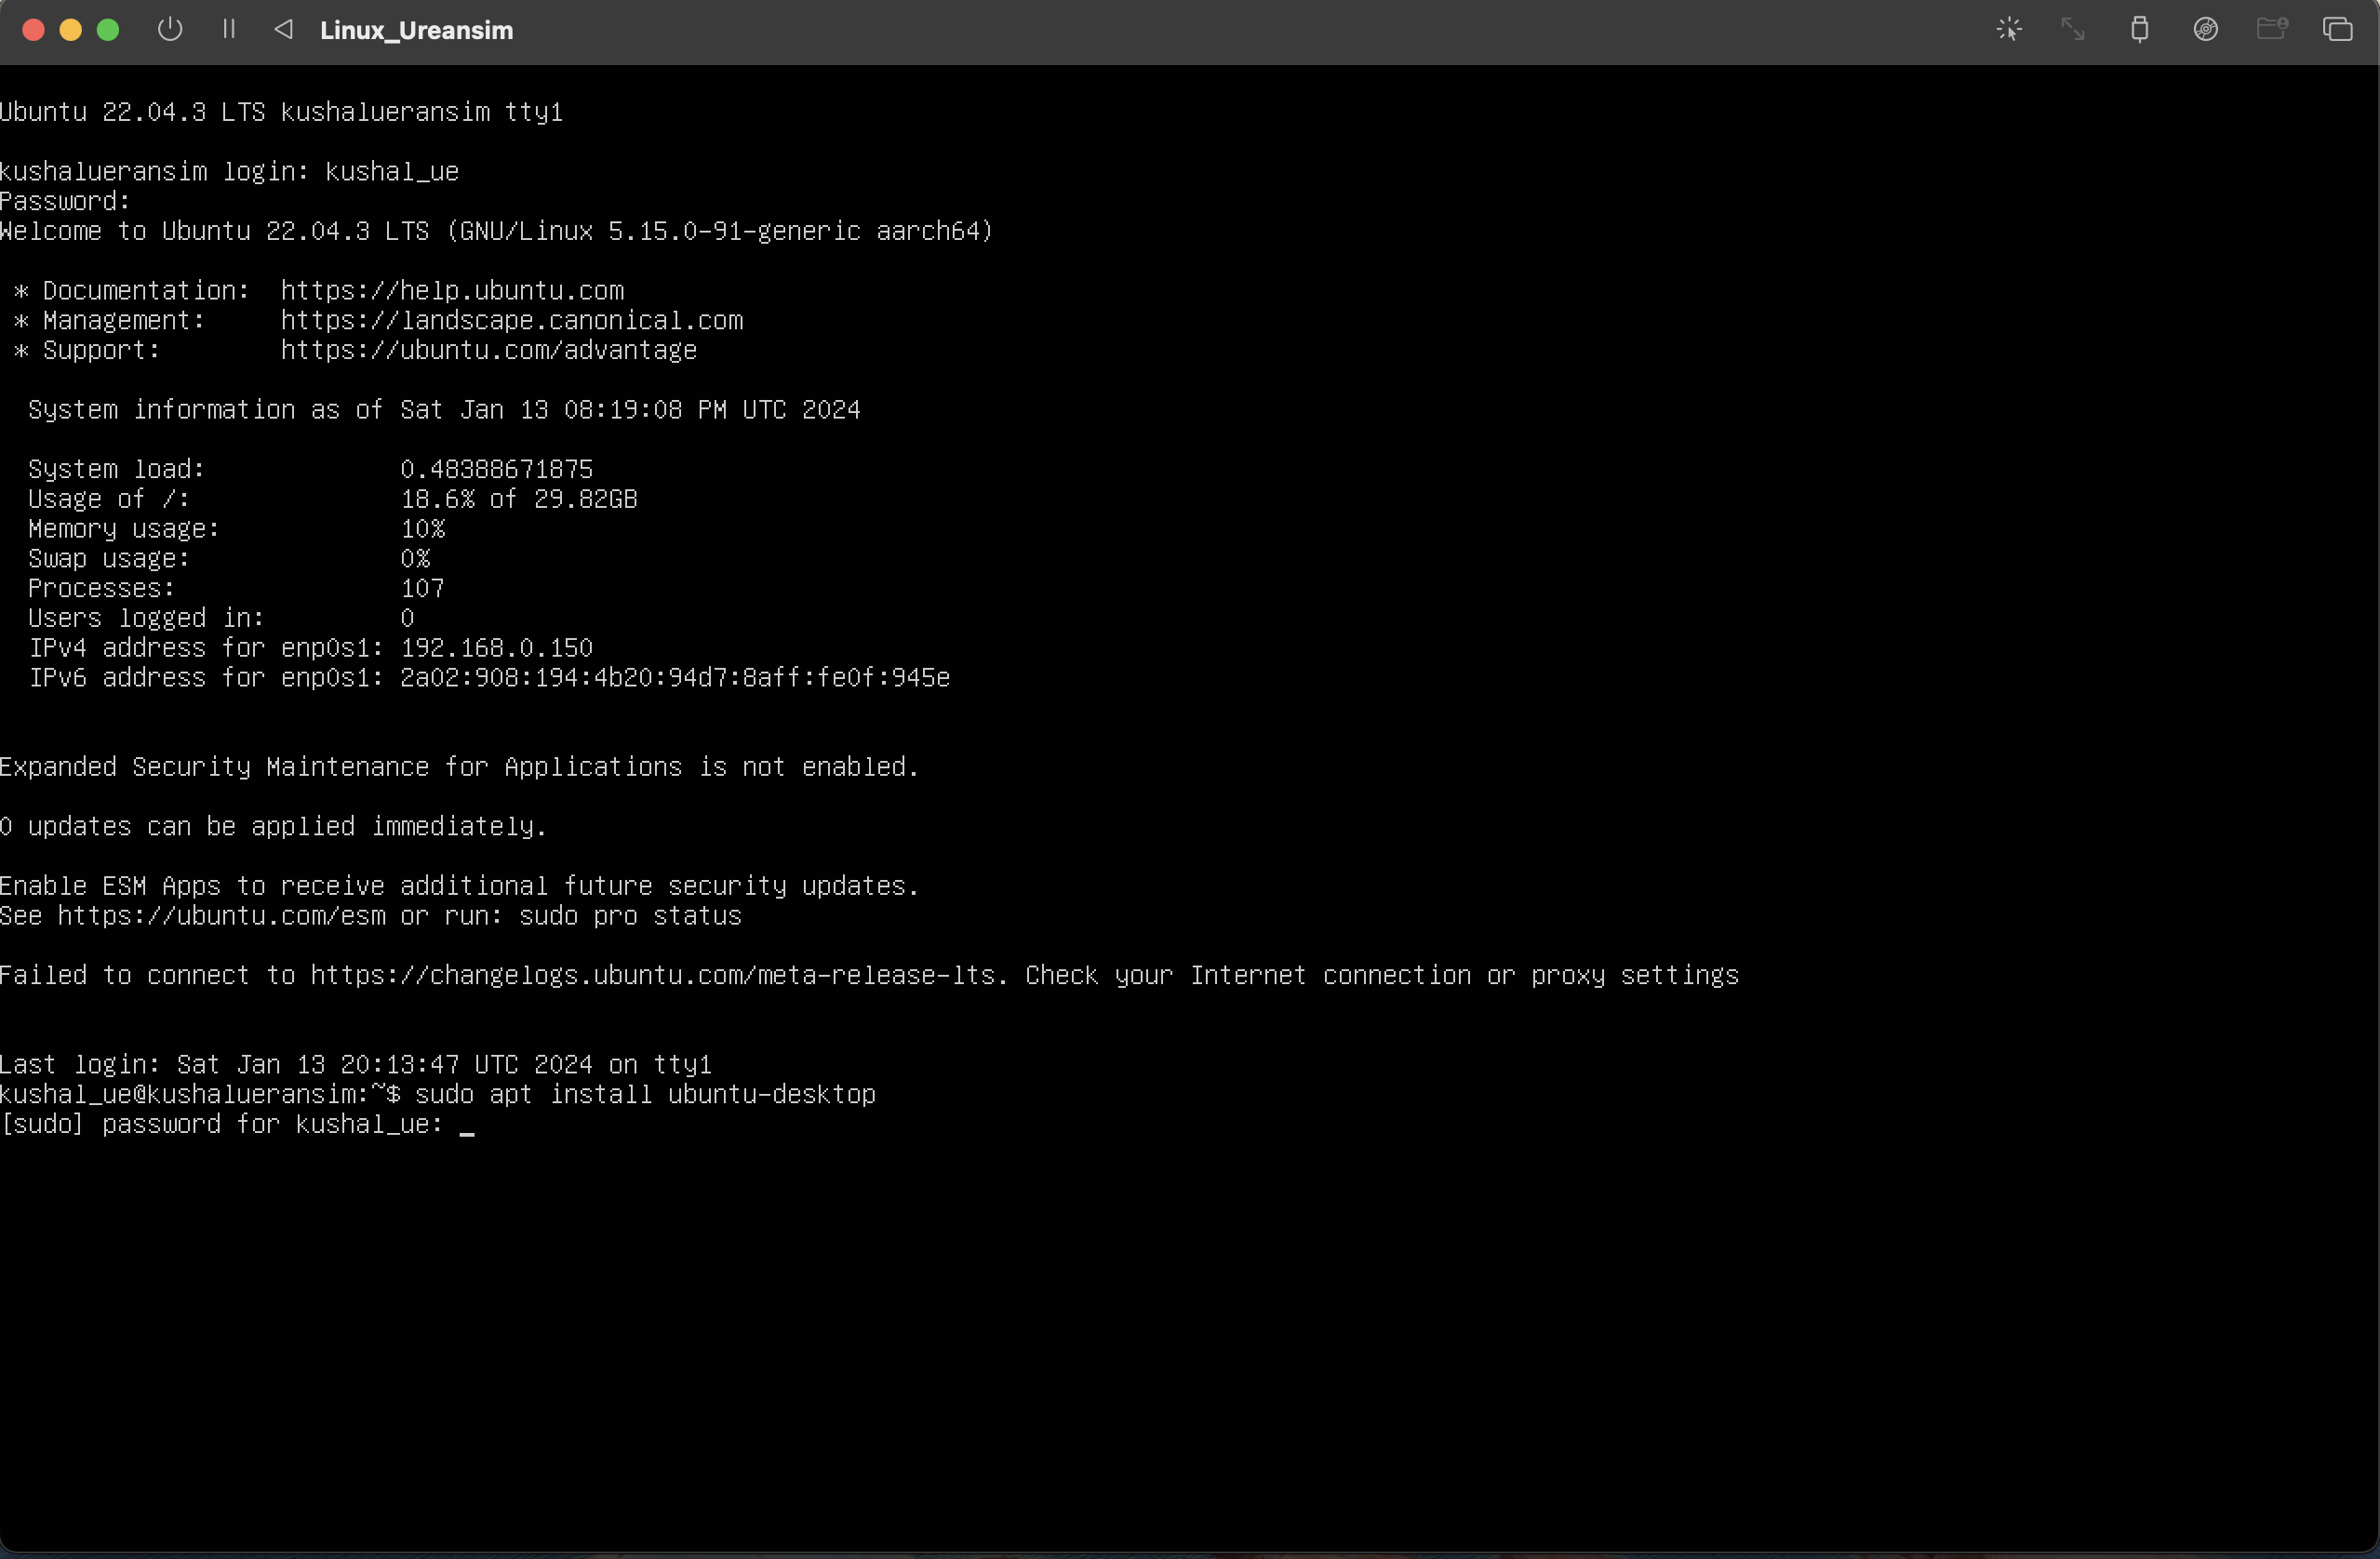 Linux_Ureansim
Ubuntu 22.04.3 LTS kushalueransim tty1
kushalueransim login: kushal_ue
Password:
Welcome to Ubuntu 22.04.3 LTS (GNU/Linux 5.15.0-91-generic aarch64)
* Documentation:  https://help.ubuntu.com
* Management:     https://landscape.canonical.com
* Support:        https://ubuntu.com/advantage
System information as of Sat Jan 13 08:19:08 PM UTC 2024
System load:             0.48388671875
Usage of /:              18.6% of 29.82GB
Memory usage:            10%
Swap usage:              0%
Processes:               107
Users logged in:         0
IPv4 address for enp0s1: 192.168.0.150
IPv6 address for enp0s1: 2a02:908:194:4b20:94d7:8aff:fe0f:945e
Expanded Security Maintenance for Applications is not enabled.
0 updates can be applied immediately.
Enable ESM Apps to receive additional future security updates.
See https://ubuntu.com/esm or run: sudo pro status
Failed to connect to https://changelogs.ubuntu.com/meta-release-lts. Check your Internet connection or proxy settings
Last login: Sat Jan 13 20:13:47 UTC 2024 on tty1
kushal_ue@kushalueransim:~$ sudo apt install ubuntu-desktop
[sudo] password for kushal_ue: _